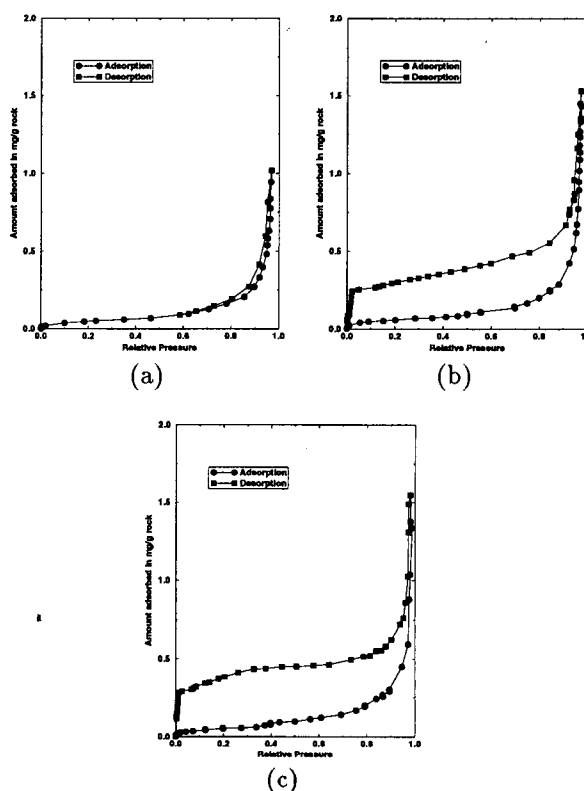 2.0
1.5
1.0
0.5
0.0
Amount adsorbed in mg/g rock
Adsorption
Desorption
0.0 0.2 0.4 0.6 0.8 1.0
Relative Pressure
(a)
2.0
1.5
1.0
0.5
0.0
Amount adsorbed in mg/g rock
Adsorption
Desorption
0.0 0.2 0.4 0.6 0.8 1.0
Relative Pressure
(b)
2.0
1.5
1.0
0.5
0.0
Amount adsorbed in mg/g rock
Adsorption
Desorption
0.0 0.2 0.4 0.6 0.8 1.0
Relative Pressure
(c)